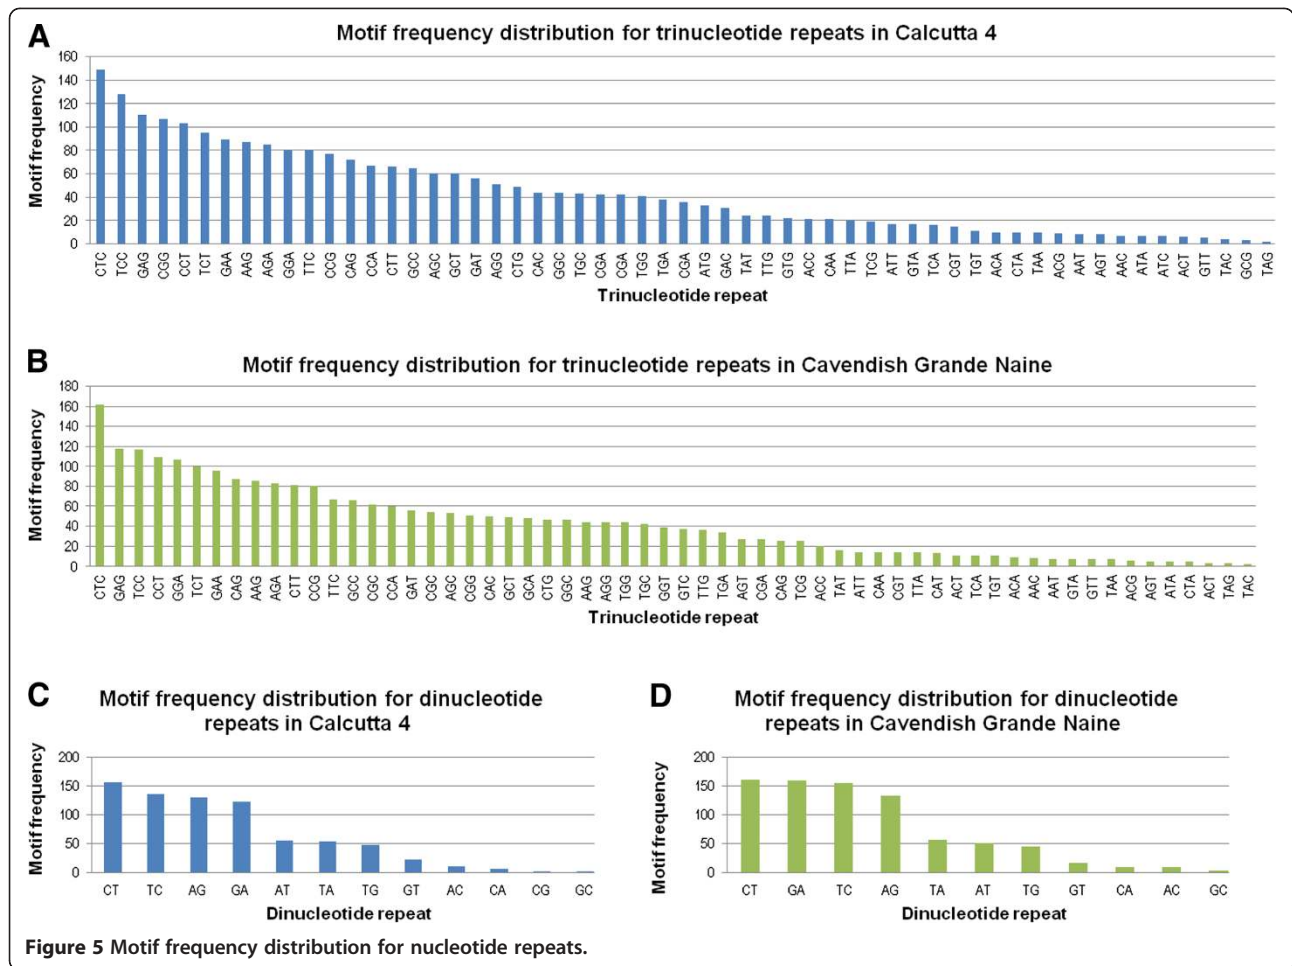 A
Motif frequency distribution for trinucleotide repeats in Calcutta 4
Motif frequency
160
140
120
100
80
60
40
20
0
CTC TCC GAG CGG CCT TCT GAA AAG AGA GGA TTC CCG CAG CCA CTT GCC AGC GCT GAT AGG CTG CAC GGC TGC CGA CGA TGG TGA CGA ATG GAC TAT TTG GTG ACC CAA TTA TCG ATT GTA TCA CGT TGT ACA CTA TAA ACG AAT AGT AAC ATA ATC ACT GTT TAC GCG TAG
Trinucleotide repeat
B
Motif frequency distribution for trinucleotide repeats in Cavendish Grande Naine
Motif frequency
180
160
140
120
100
80
60
40
20
0
CTC GAG TCC CCT GGA TCT GAA CAG AAG AGA CTT CCG TTC GCC CGC CCA GAT CGC AGC CGG CAC GCT GCA CTG GGC AAG AGG TGG TGC GGT GTC TTG TGA AGT CGA CAG TCG ACC TAT ATT CAA CGT TTA CAT ACT TCA TGT ACA AAC AAT GTA GTT TAA ACG AGT ATA CTA ACT TAG TAC
Trinucleotide repeat
C
Motif frequency distribution for dinucleotide
repeats in Calcutta 4
Motif frequency
200
150
100
50
0
CT TC AG GA AT TA TG GT AC CA CG GC
Dinucleotide repeat
D
Motif frequency distribution for dinucleotide
repeats in Cavendish Grande Naine
Motif frequency
200
150
100
50
0
CT GA TC AG TA AT TG GT CA AC GC
Dinucleotide repeat
Figure 5 Motif frequency distribution for nucleotide repeats.